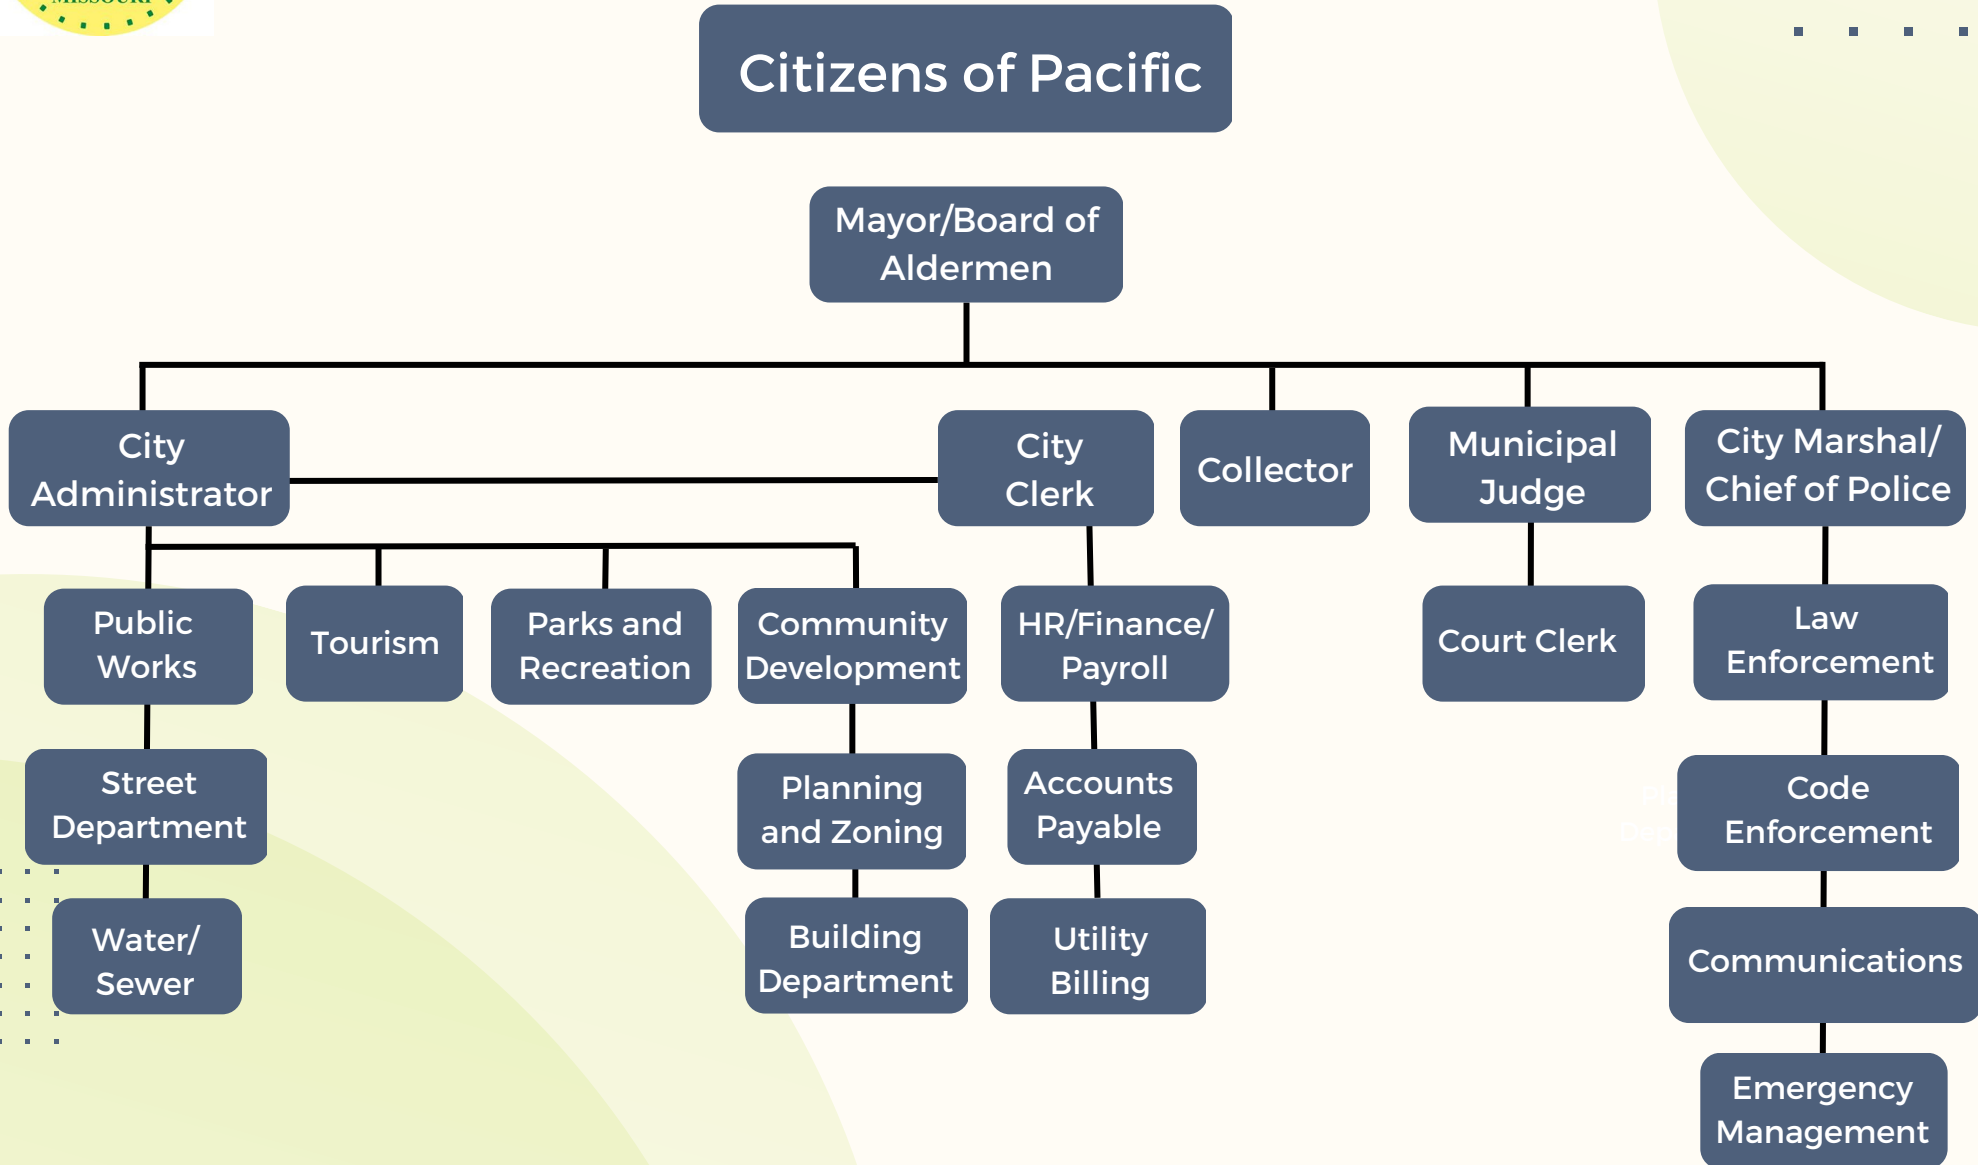 MISSOURI
Citizens of Pacific
Mayor/Board of
Aldermen
City
Administrator
City
Clerk
Collector
Municipal
Judge
City Marshal/
Chief of Police
Public
Works
Tourism
Parks and
Recreation
Community
Development
HR/Finance/
Payroll
Court Clerk
Law
Enforcement
Street
Department
Planning
and Zoning
Accounts
Payable
Code
Enforcement
Water/
Sewer
Building
Department
Utility
Billing
Communications
Emergency
Management